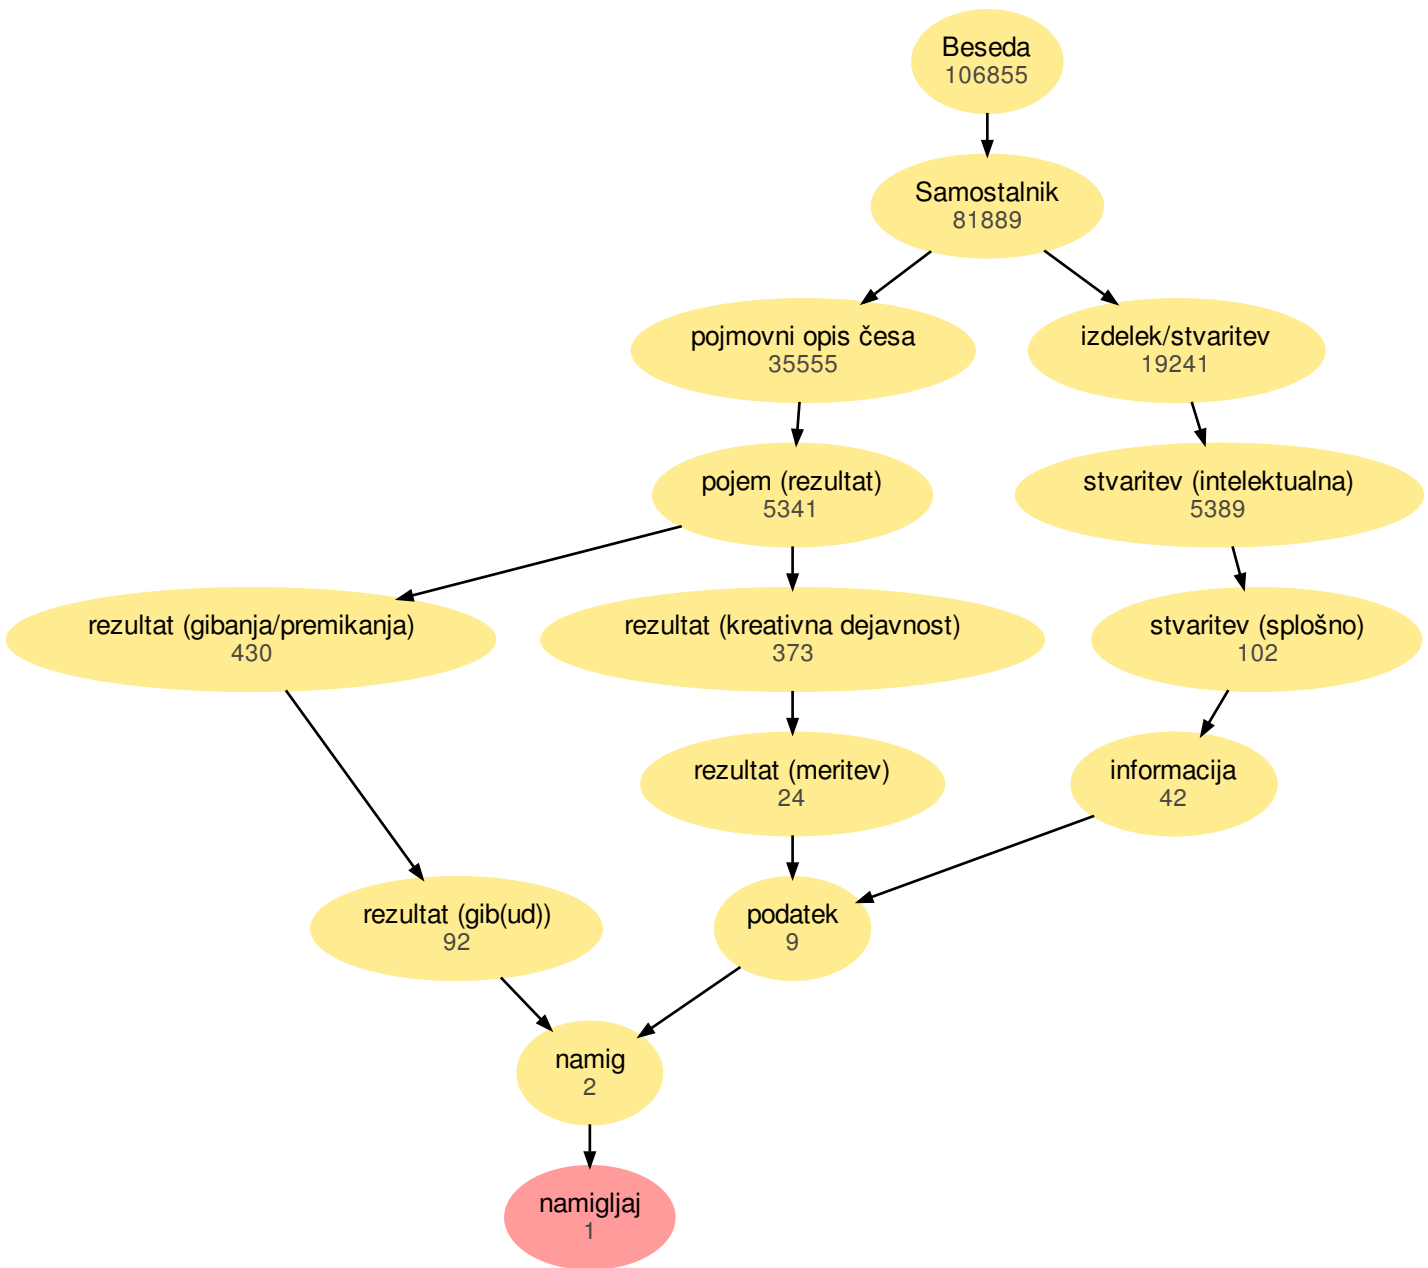 Beseda
106855
Samostalnik
81889
pojmovni opis česa
35555
izdelek/stvaritev
19241
pojem (rezultat)
5341
stvaritev (intelektualna)
5389
rezultat (gibanja/premikanja)
430
rezultat (kreativna dejavnost)
373
stvaritev (splošno)
102
rezultat (meritev)
24
informacija
42
rezultat (gib(ud))
92
podatek
9
namig
2
namigljaj
1